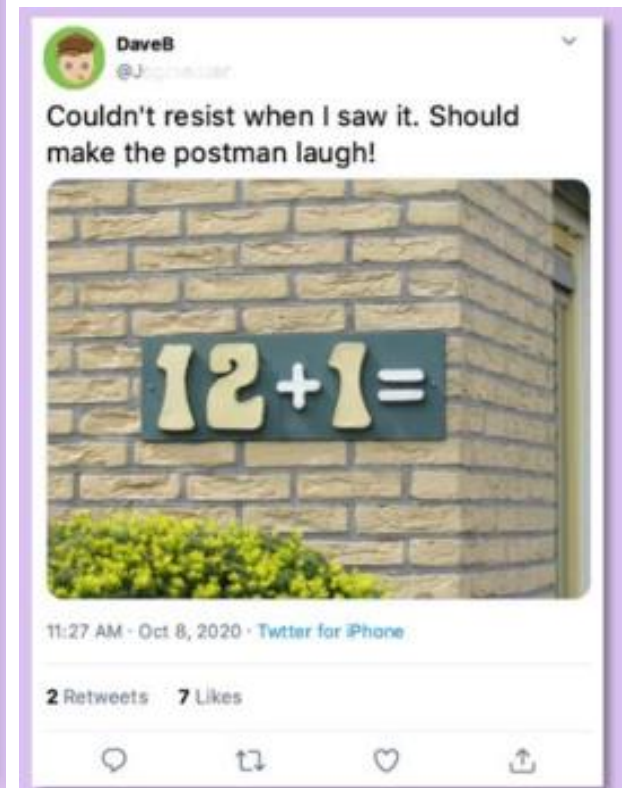 DaveB
Couldn't resist when I saw it. Should
make the postman laugh!
12+1=
11:27 AM · Oct 8, 2020 · Twtter for iPhone
2 Retweets 7 Likes